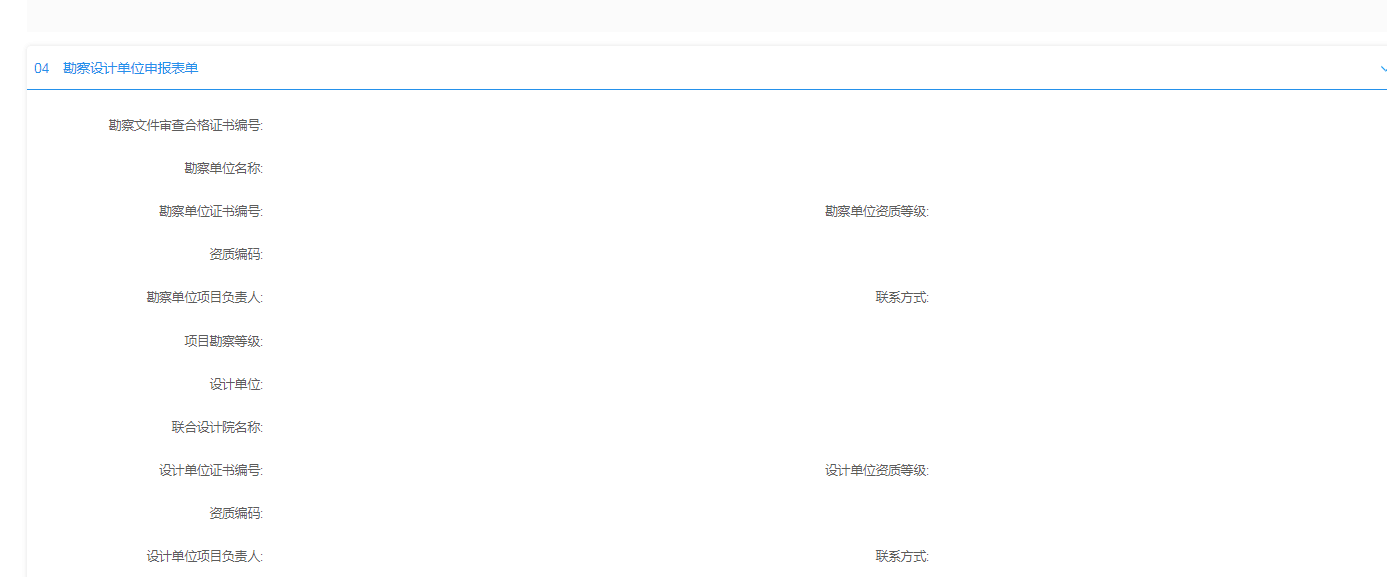 04 勘察设计单位申报表单
勘察文件审查合格证书编号:
勘察单位名称:
勘察单位证书编号: 勘察单位资质等级:
资质编码:
勘察单位项目负责人: 联系方式:
项目勘察等级:
设计单位:
联合设计院名称:
设计单位证书编号: 设计单位资质等级:
资质编码:
设计单位项目负责人: 联系方式: